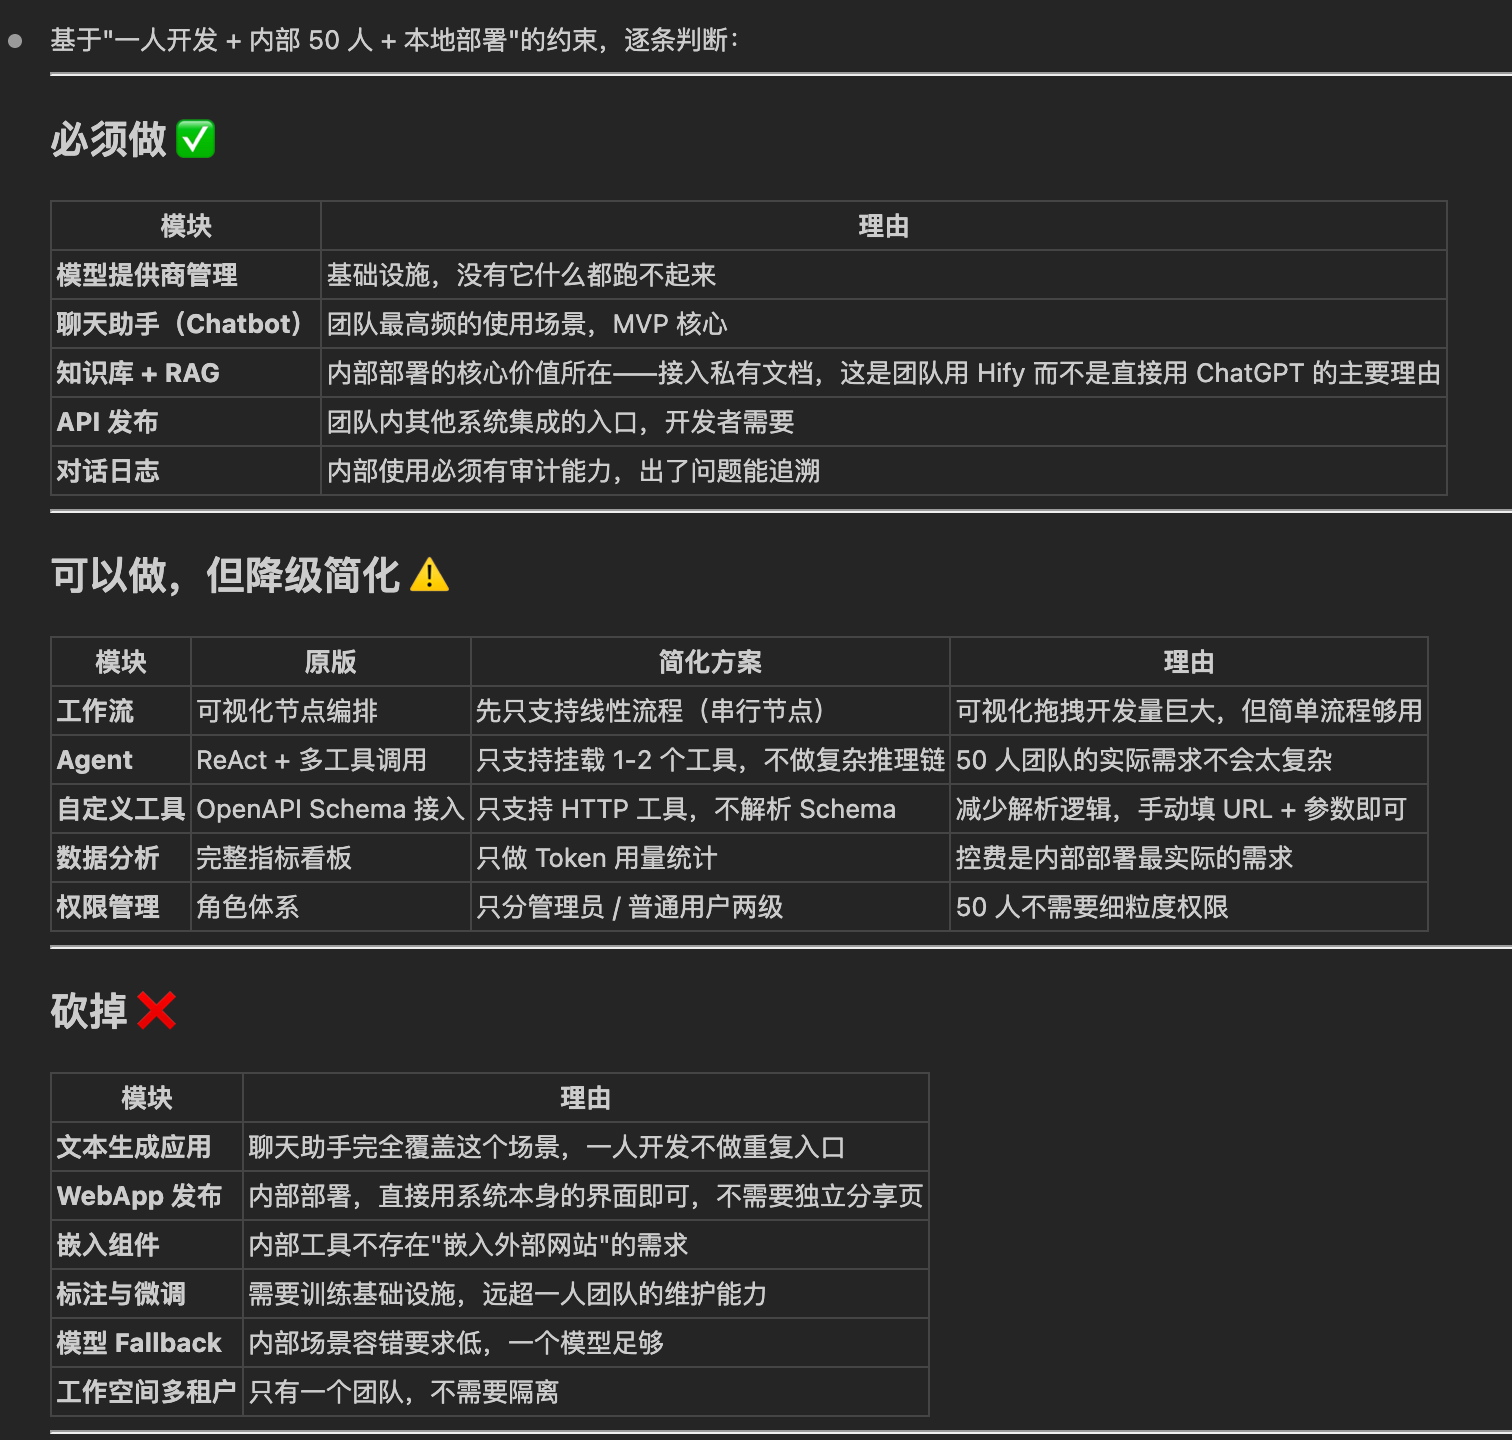 基于"一人开发 + 内部 50 人 + 本地部署"的约束，逐条判断：
必须做 ✅
模块 理由
模型提供商管理 基础设施，没有它什么都跑不起来
聊天助手（Chatbot） 团队最高频的使用场景，MVP 核心
知识库 + RAG 内部部署的核心价值所在——接入私有文档，这是团队用 Hify 而不是直接用 ChatGPT 的主要理由
API 发布 团队内其他系统集成的入口，开发者需要
对话日志 内部使用必须有审计能力，出了问题能追溯
可以做，但降级简化 ⚠️
模块 原版 简化方案 理由
工作流 可视化节点编排 先只支持线性流程（串行节点） 可视化拖拽开发量巨大，但简单流程够用
Agent ReAct + 多工具调用 只支持挂载 1-2 个工具，不做复杂推理链 50 人团队的实际需求不会太复杂
自定义工具 OpenAPI Schema 接入 只支持 HTTP 工具，不解析 Schema 减少解析逻辑，手动填 URL + 参数即可
数据分析 完整指标看板 只做 Token 用量统计 控费是内部部署最实际的需求
权限管理 角色体系 只分管理员 / 普通用户两级 50 人不需要细粒度权限
砍掉 ❌
模块 理由
文本生成应用 聊天助手完全覆盖这个场景，一人开发不做重复入口
WebApp 发布 内部部署，直接用系统本身的界面即可，不需要独立分享页
嵌入组件 内部工具不存在"嵌入外部网站"的需求
标注与微调 需要训练基础设施，远超一人团队的维护能力
模型 Fallback 内部场景容错要求低，一个模型足够
工作空间多租户 只有一个团队，不需要隔离